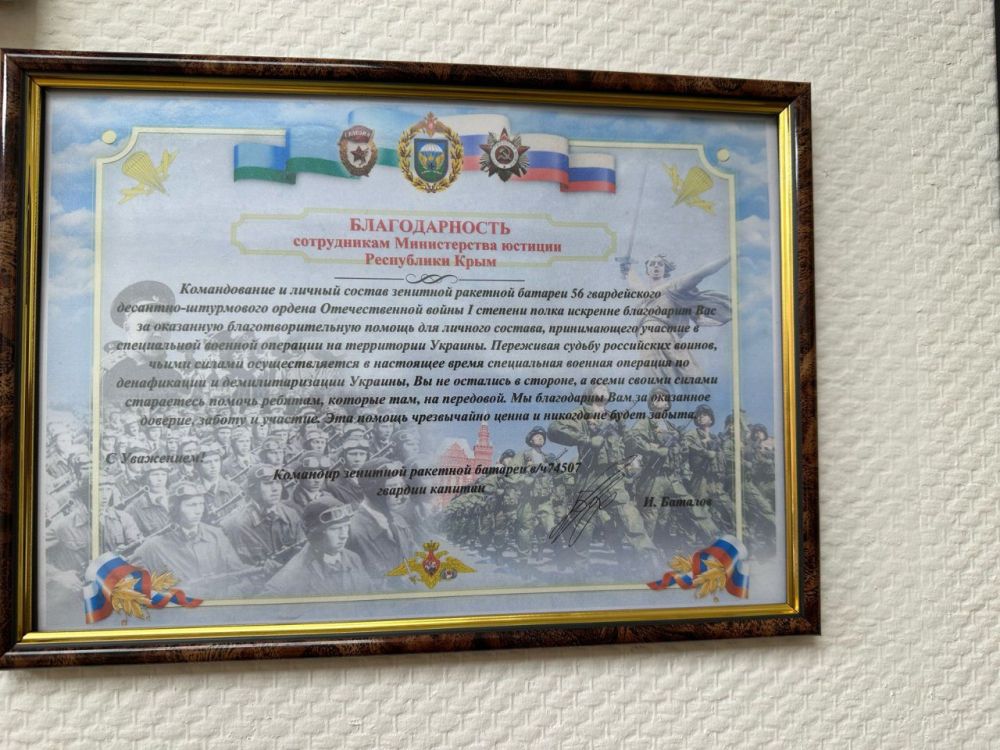 ГВАРДИЯ
БЛАГОДАРНОСТЬ
сотрудникам Министерства юстиции
Республики Крым
Командование и личный состав зенитной ракетной батареи 56 гвардейского
десантно-штурмового ордена Отечественной войны I степени полка искренне благодарит Вас
за оказанную благотворительную помощь для личного состава, принимающего участие в
специальной военной операции на территории Украины. Переживая судьбу российских воинов,
чьими силами осуществляется в настоящее время специальная военная операция по
денафикации и демилитаризации Украины, Вы не остались в стороне, а всеми своими силами
стараетесь помочь ребятам, которые там, на передовой. Мы благодарны Вам за оказанное
доверие, заботу и участие. Эта помощь чрезвычайно ценна и никогда не будет забыта.
С Уважением!
Командир зенитной ракетной батареи в/ч74507
гвардии капитан
И. Баталов